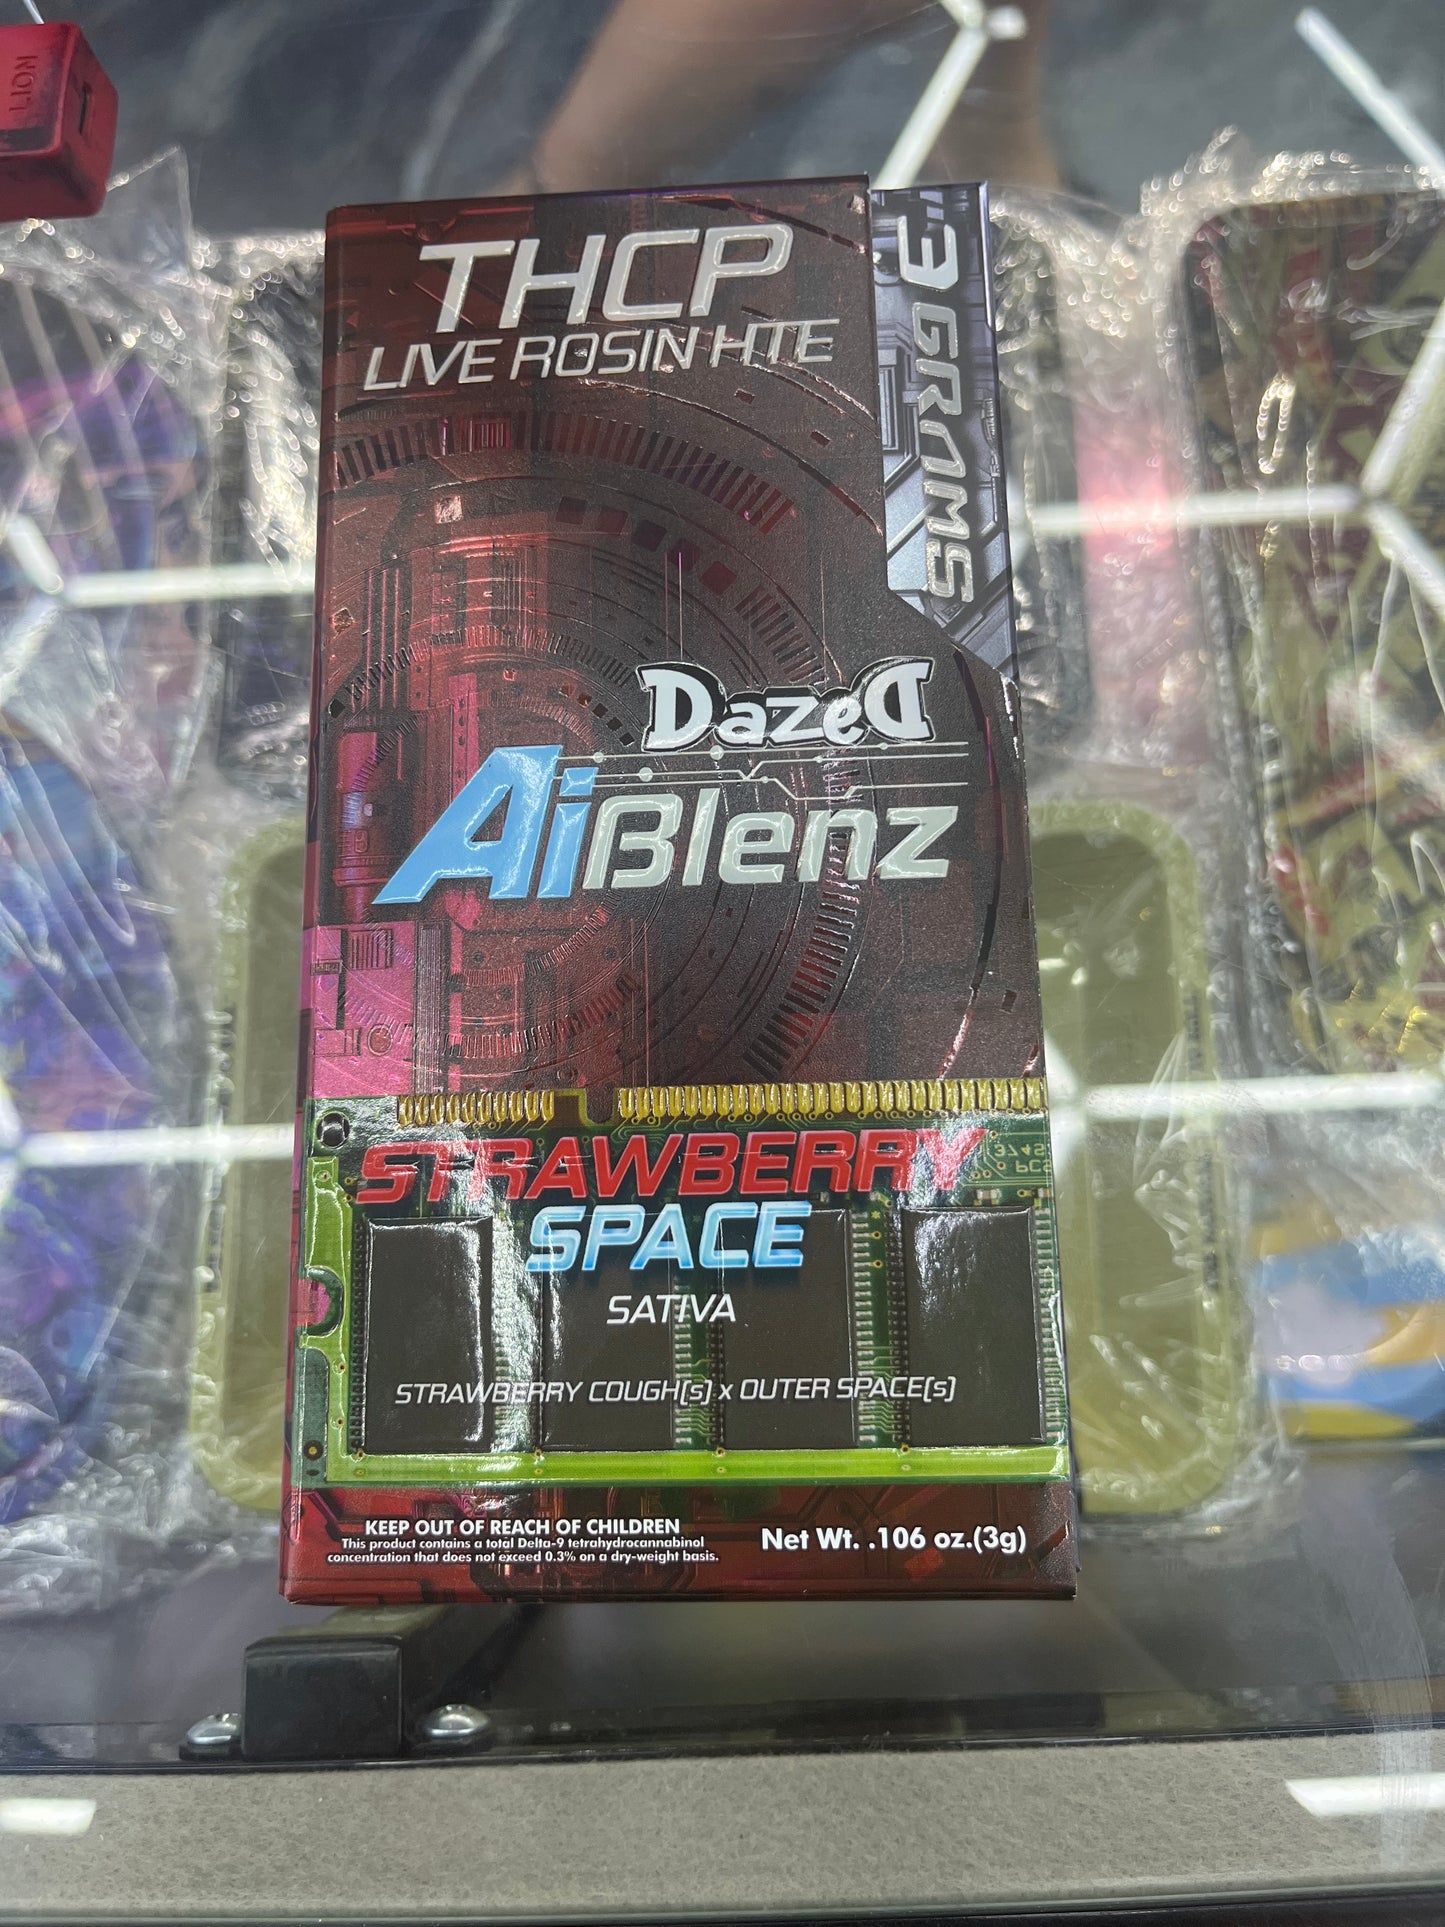 LION
THCP
LIVE ROSIN HTE
3 GRAMS
DazeD
AiBlenz
STRAWBERRY
SPACE
SATIVA
STRAWBERRY COUGH(s) x OUTER SPACE(s)
KEEP OUT OF REACH OF CHILDREN
This product contains a total Delta-9 tetrahydrocannabinol
concentration that does not exceed 0.3% on a dry-weight basis.
Net Wt. .106 oz.(3g)